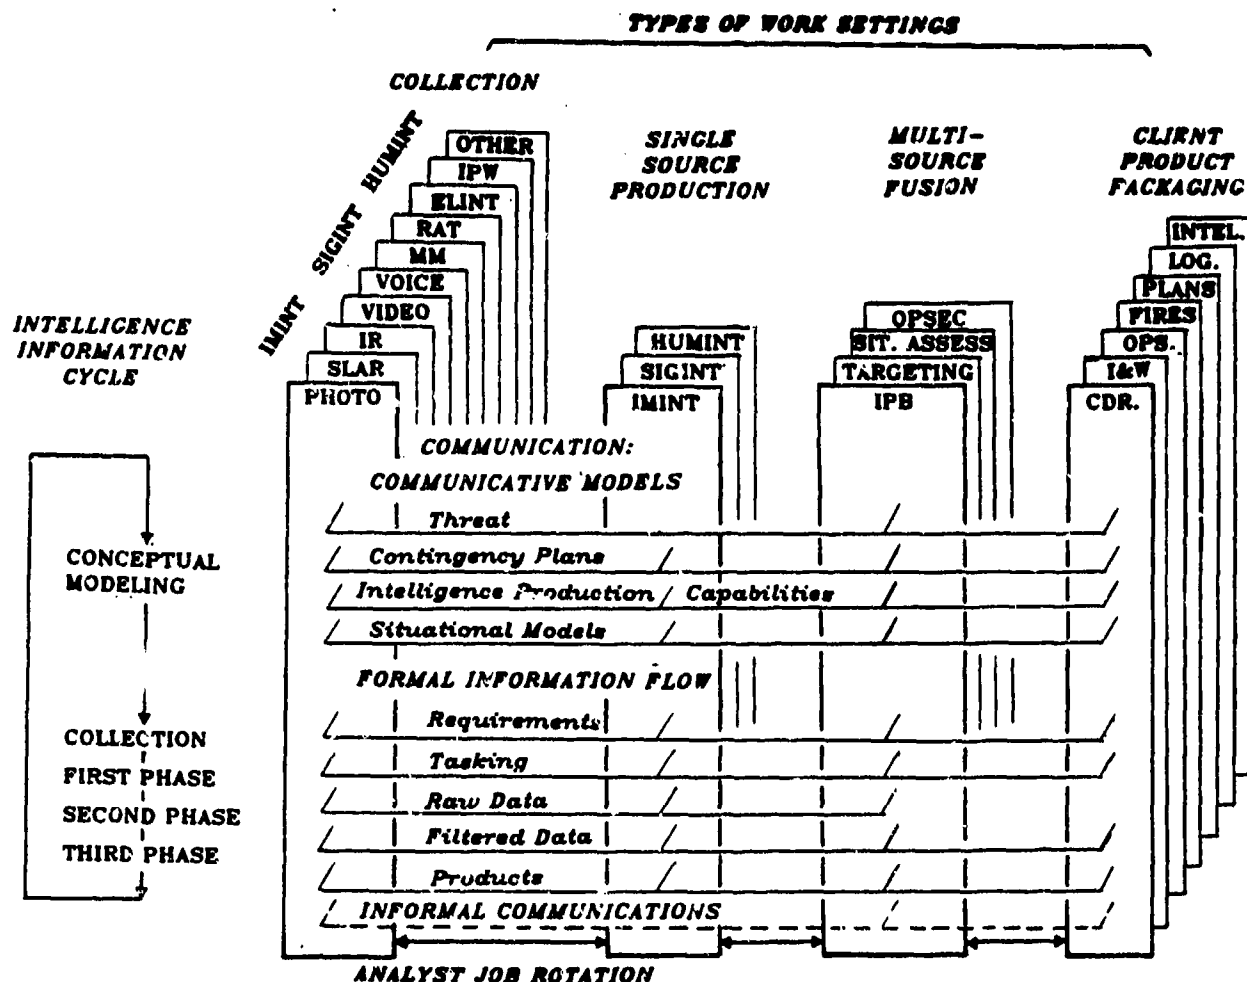 TYPES OF WORK SETTINGS
COLLECTION
IMINT SIGINT HUMINT
OTHER
IPW
ELINT
RAT
MM
VOICE
VIDEO
IR
SLAR
PHOTO
SINGLE
SOURCE
PRODUCTION
HUMINT
SIGINT
IMINT
MULTI-
SOURCE
FUSION
OPSEC
SIT. ASSESS
TARGETING
IPB
CLIENT
PRODUCT
PACKAGING
INTEL.
LOG.
PLANS
FIRES
OPS.
I&W
CDR.
INTELLIGENCE
INFORMATION
CYCLE
CONCEPTUAL
MODELING
COLLECTION
FIRST PHASE
SECOND PHASE
THIRD PHASE
COMMUNICATION:
COMMUNICATIVE MODELS
Threat
Contingency Plans
Intelligence Production Capabilities
Situational Models
FORMAL INFORMATION FLOW
Requirements
Tasking
Raw Data
Filtered Data
Products
INFORMAL COMMUNICATIONS
ANALYST JOB ROTATION